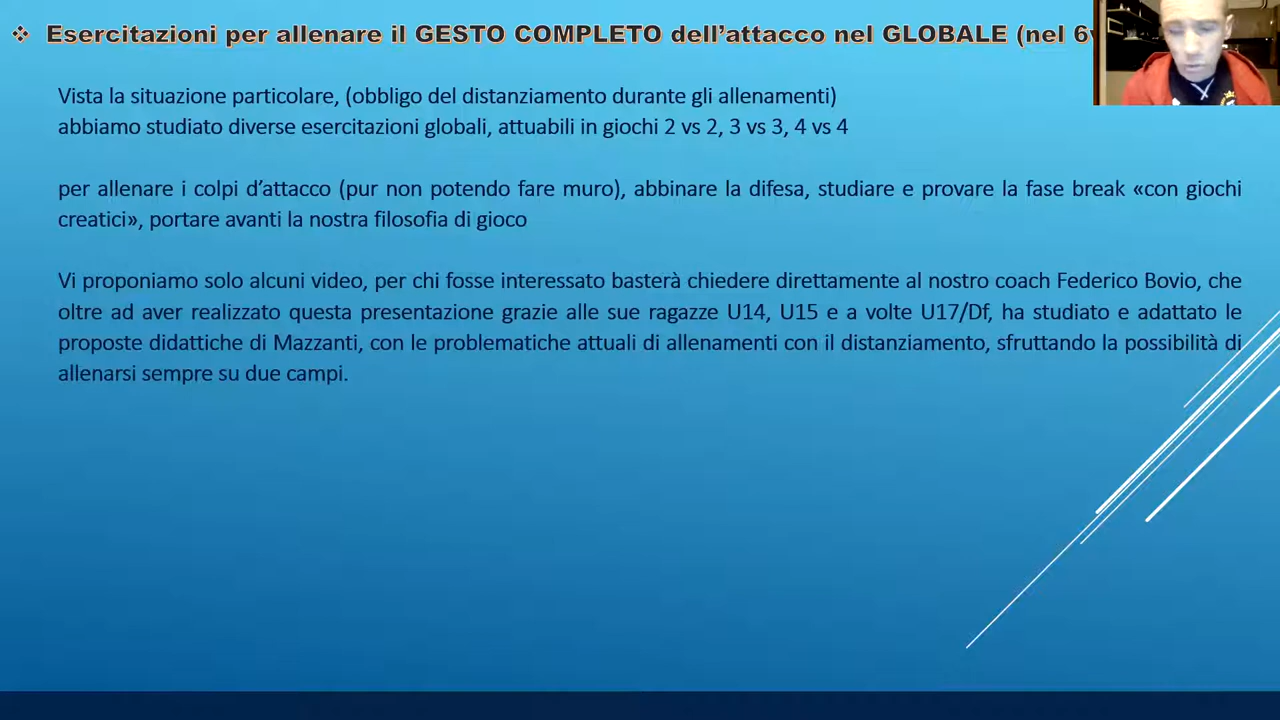 Esercitazioni per allenare il GESTO COMPLETO dell'attacco nel GLOBALE (nel 6v
Vista la situazione particolare, (obbligo del distanziamento durante gli allenamenti)
abbiamo studiato diverse esercitazioni globali, attuabili in giochi 2 vs 2, 3 vs 3, 4 vs 4
per allenare i colpi d'attacco (pur non potendo fare muro), abbinare la difesa, studiare e provare la fase break «con giochi
creatici», portare avanti la nostra filosofia di gioco
Vi proponiamo solo alcuni video, per chi fosse interessato basterà chiedere direttamente al nostro coach Federico Bovio, che
oltre ad aver realizzato questa presentazione grazie alle sue ragazze U14, U15 e a volte U17/Df, ha studiato e adattato le
proposte didattiche di Mazzanti, con le problematiche attuali di allenamenti con il distanziamento, sfruttando la possibilità di
allenarsi sempre su due campi.